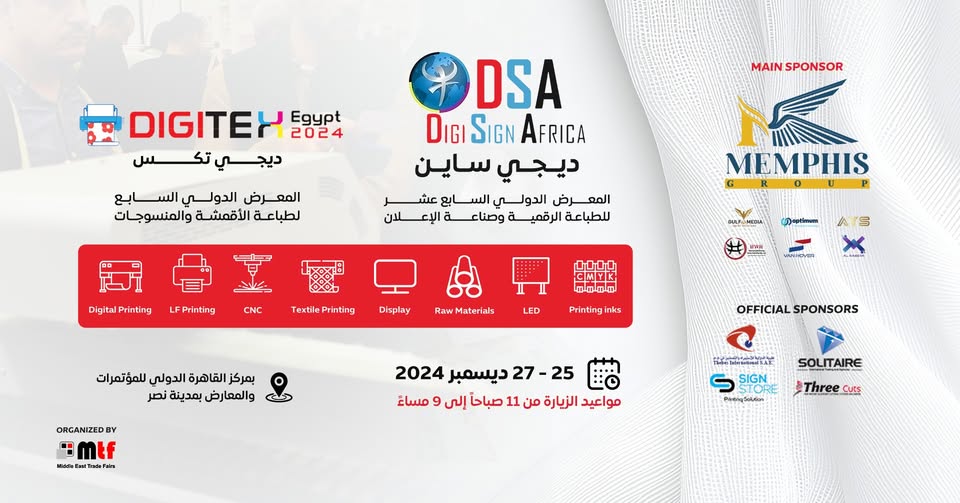 DIGITEX Egypt 2024
ديجي تكس
المعرض الدولي السابع
لطباعة الأقمشة والمنسوجات
DSA
DIGI SIGN AFRICA
ديجي ساين
المعرض الدولي السابع عشر
للطباعة الرقمية وصناعة الإعلان
Digital Printing
LF Printing
CNC
Textile Printing
Display
Raw Materials
LED
CMYK
Printing inks
25 - 27 ديسمبر 2024
مواعيد الزيارة من 11 صباحاً إلى 9 مساءً
بمركز القاهرة الدولي للمؤتمرات
والمعارض بمدينة نصر
ORGANIZED BY
mtf
Middle East Trade Fairs
MAIN SPONSOR
MEMPHIS
GROUP
GULF MEDIA
optimum
ATS
VAN HOVER
OFFICIAL SPONSORS
Thebes International S.A.E.
SOLITAIRE
SIGN
STORE
Printing Solution
Three Cuts